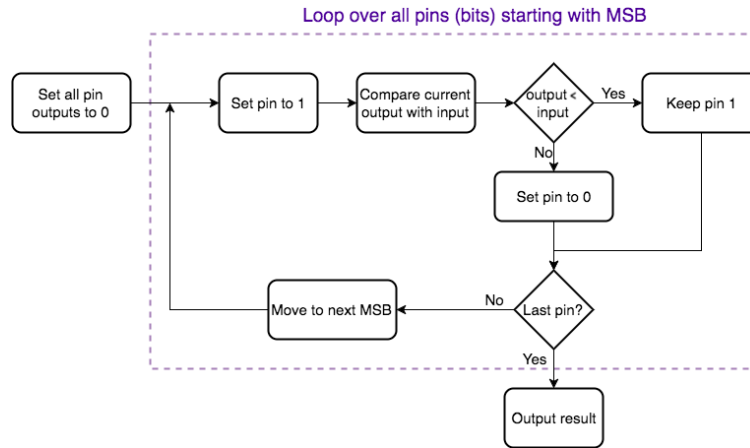 Loop over all pins (bits) starting with MSB
Set all pin
outputs to 0
Set pin to 1
Compare current
output with input
output <
input
Yes
Keep pin 1
No
Set pin to 0
Last pin?
No
Move to next MSB
Yes
Output result